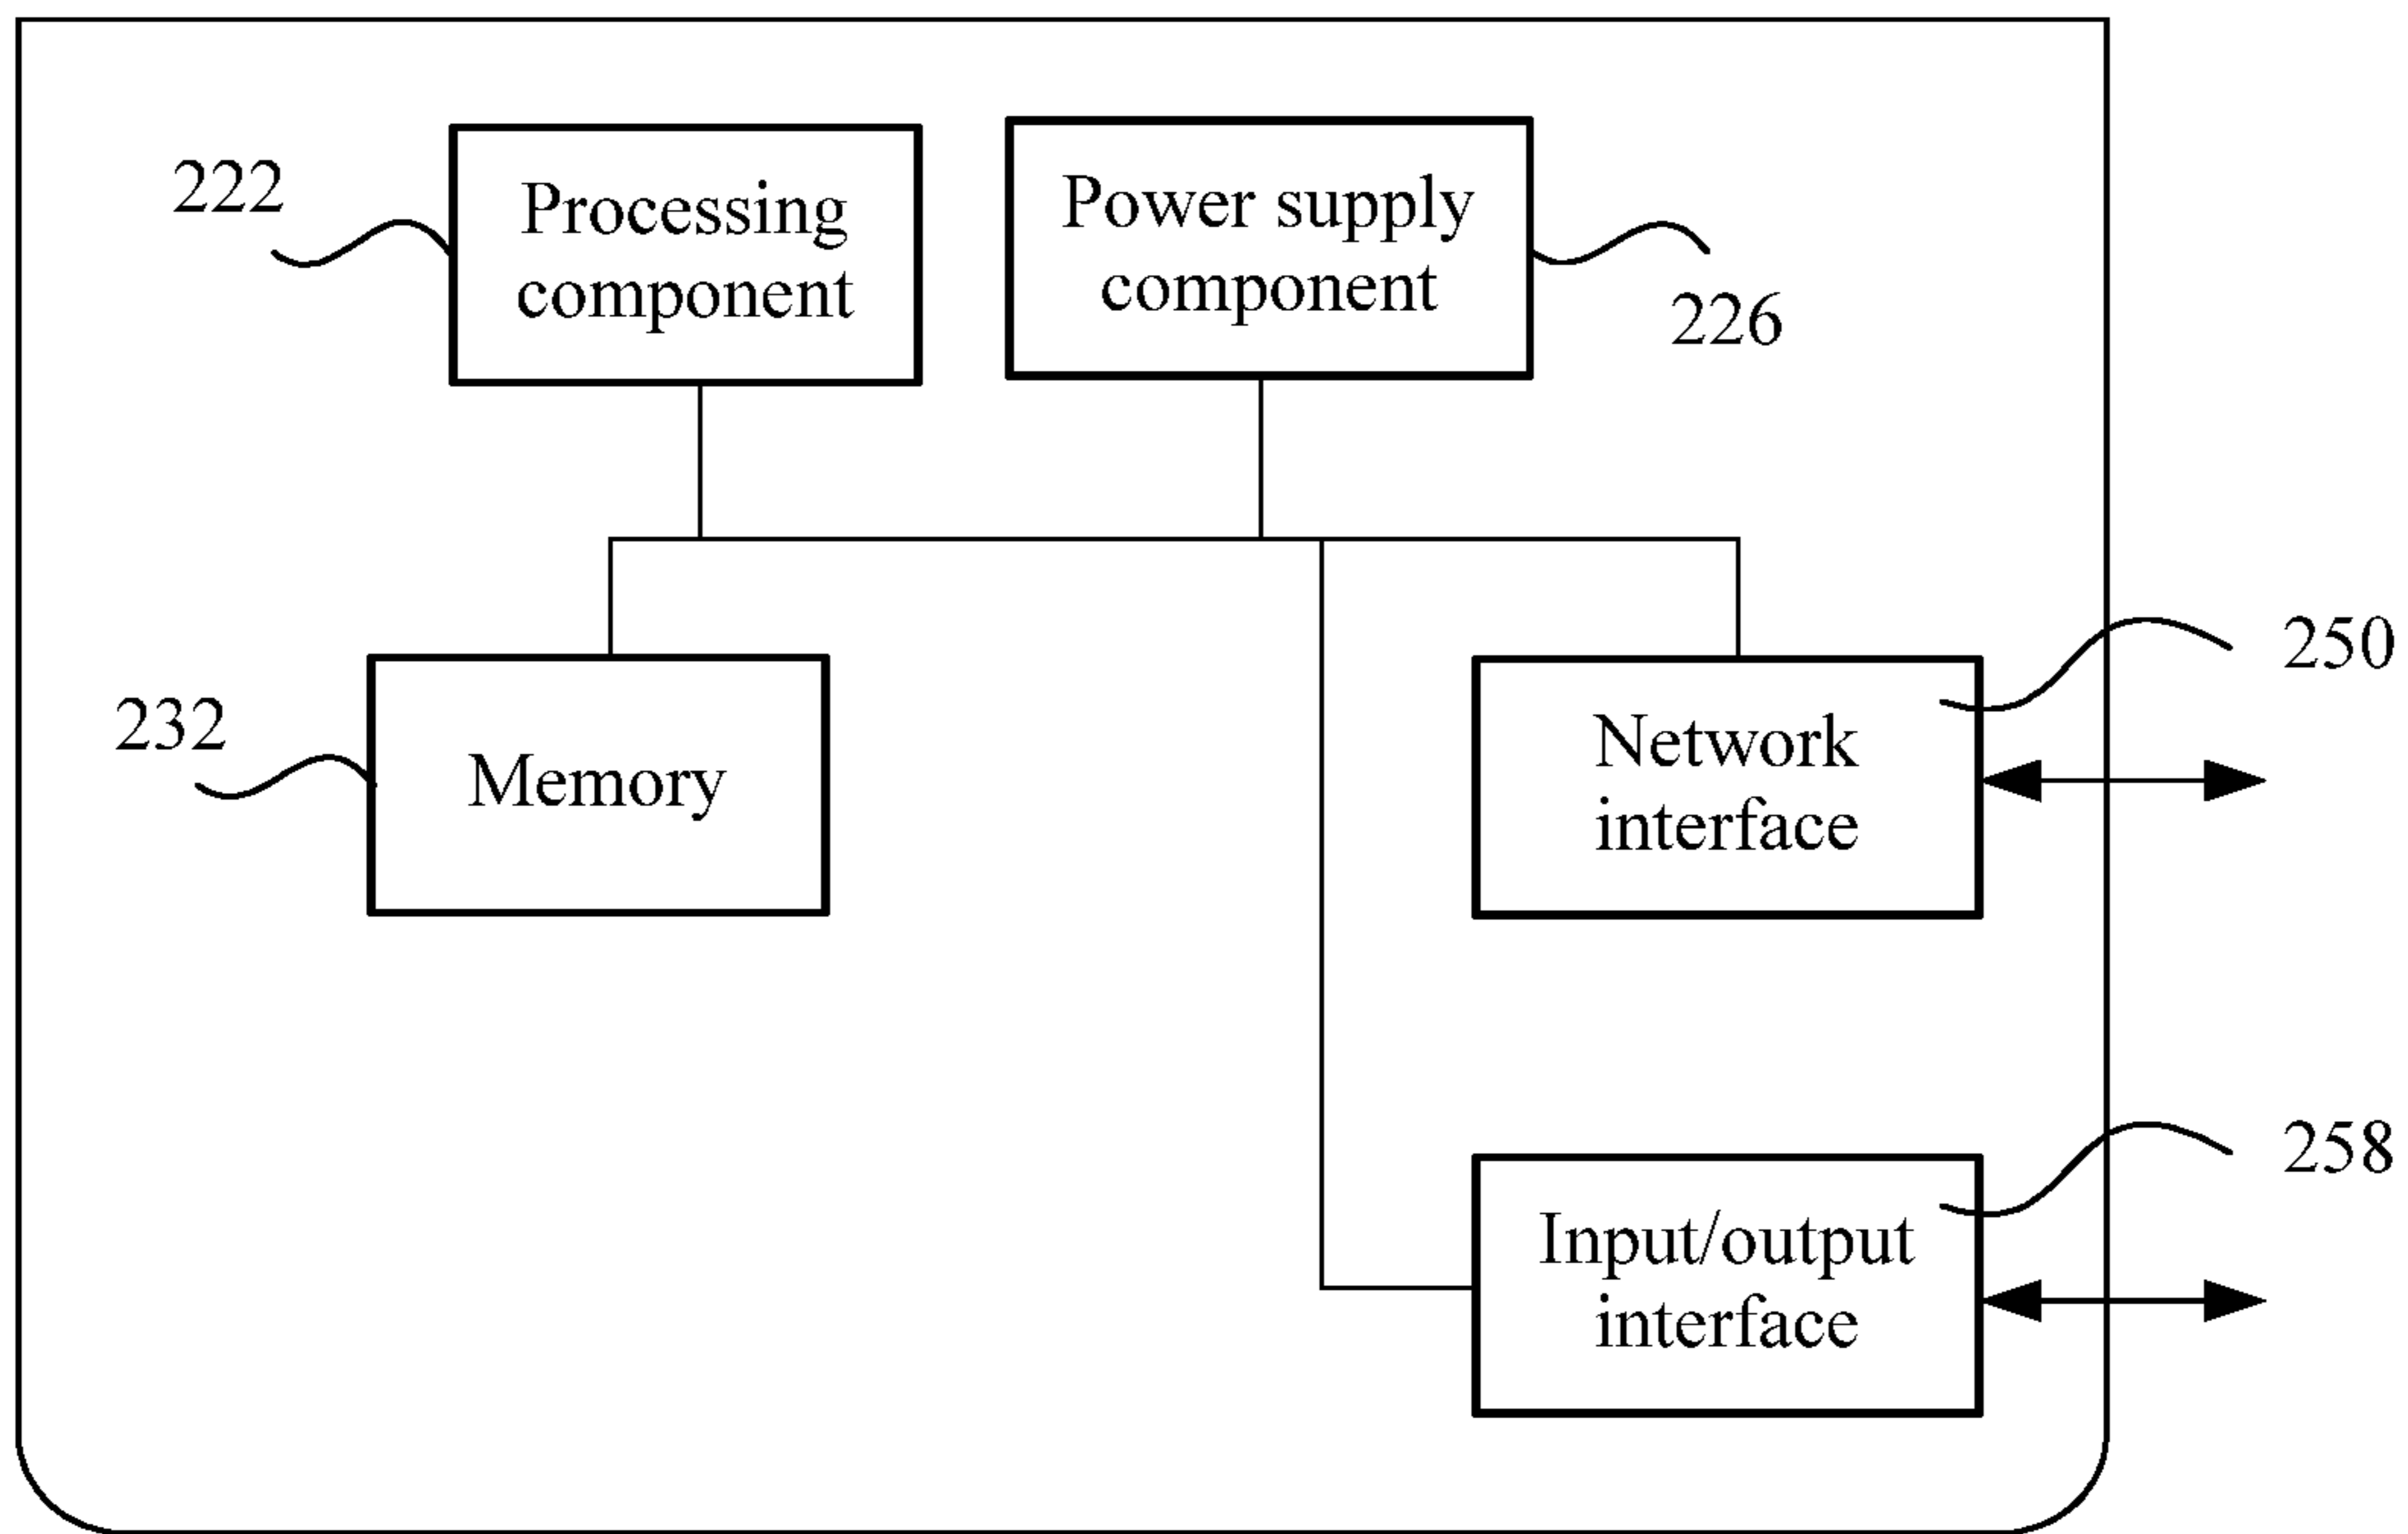 222
Processing
component
Power supply
component
226
232
Memory
250
Network
interface
258
Input/output
interface